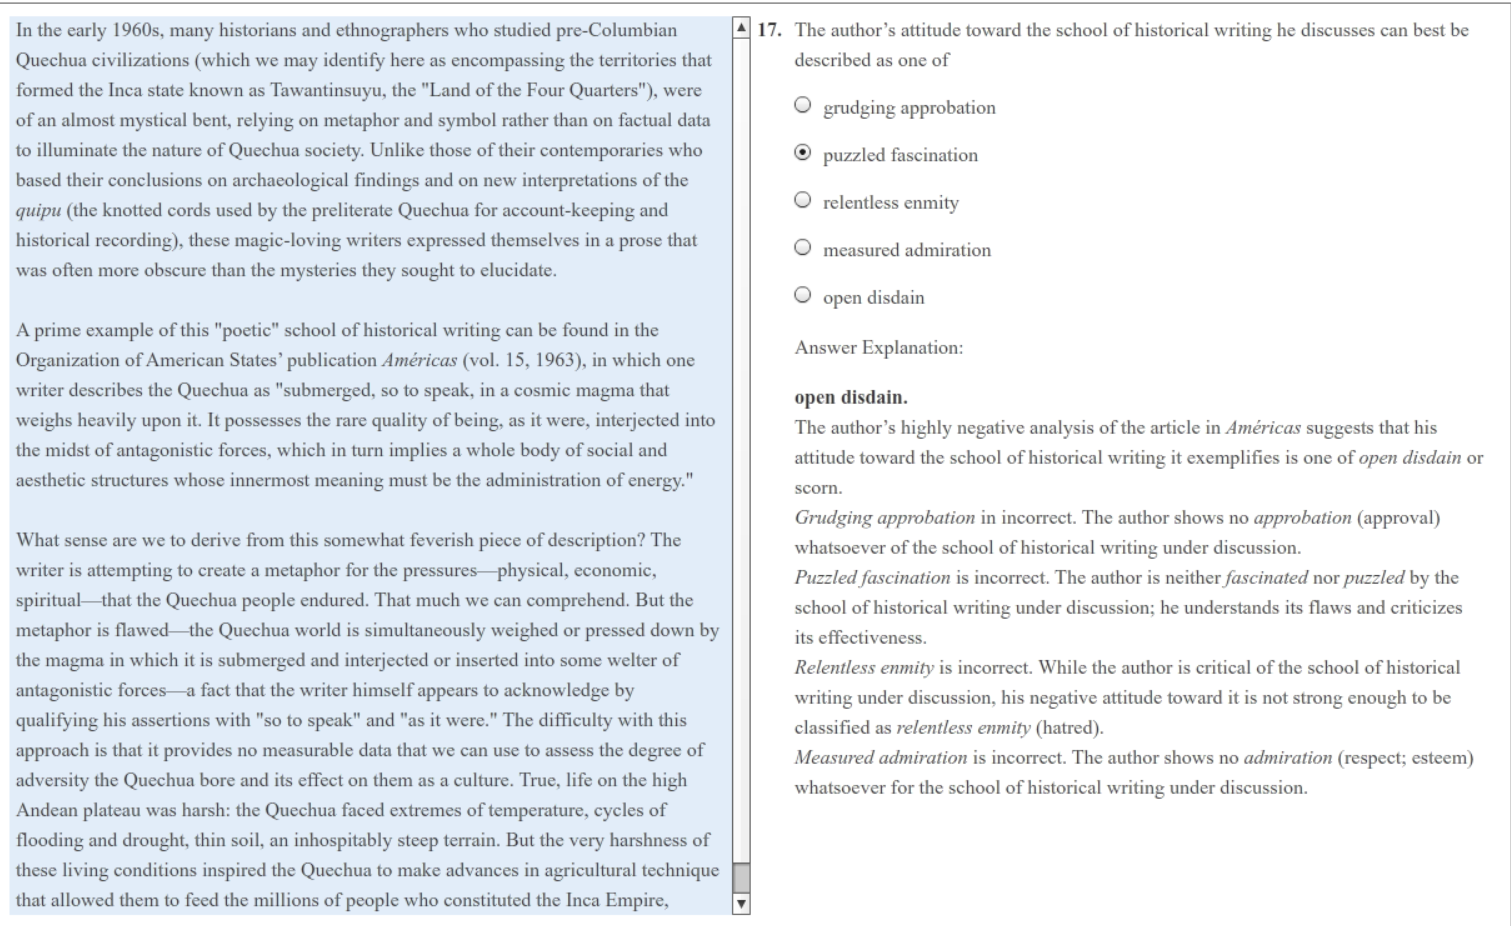 In the early 1960s, many historians and ethnographers who studied pre-Columbian
Quechua civilizations (which we may identify here as encompassing the territories that
formed the Inca state known as Tawantinsuyu, the "Land of the Four Quarters"), were
of an almost mystical bent, relying on metaphor and symbol rather than on factual data
to illuminate the nature of Quechua society. Unlike those of their contemporaries who
based their conclusions on archaeological findings and on new interpretations of the
quipu (the knotted cords used by the preliterate Quechua for account-keeping and
historical recording), these magic-loving writers expressed themselves in a prose that
was often more obscure than the mysteries they sought to elucidate.
A prime example of this "poetic" school of historical writing can be found in the
Organization of American States’ publication Américas (vol. 15, 1963), in which one
writer describes the Quechua as "submerged, so to speak, in a cosmic magma that
weighs heavily upon it. It possesses the rare quality of being, as it were, interjected into
the midst of antagonistic forces, which in turn implies a whole body of social and
aesthetic structures whose innermost meaning must be the administration of energy."
What sense are we to derive from this somewhat feverish piece of description? The
writer is attempting to create a metaphor for the pressures—physical, economic,
spiritual—that the Quechua people endured. That much we can comprehend. But the
metaphor is flawed—the Quechua world is simultaneously weighed or pressed down by
the magma in which it is submerged and interjected or inserted into some welter of
antagonistic forces—a fact that the writer himself appears to acknowledge by
qualifying his assertions with "so to speak" and "as it were." The difficulty with this
approach is that it provides no measurable data that we can use to assess the degree of
adversity the Quechua bore and its effect on them as a culture. True, life on the high
Andean plateau was harsh: the Quechua faced extremes of temperature, cycles of
flooding and drought, thin soil, an inhospitably steep terrain. But the very harshness of
these living conditions inspired the Quechua to make advances in agricultural technique
that allowed them to feed the millions of people who constituted the Inca Empire,
17. The author’s attitude toward the school of historical writing he discusses can best be
described as one of
grudging approbation
puzzled fascination
relentless enmity
measured admiration
open disdain
Answer Explanation:
open disdain.
The author’s highly negative analysis of the article in Américas suggests that his
attitude toward the school of historical writing it exemplifies is one of open disdain or
scorn.
Grudging approbation in incorrect. The author shows no approbation (approval)
whatsoever of the school of historical writing under discussion.
Puzzled fascination is incorrect. The author is neither fascinated nor puzzled by the
school of historical writing under discussion; he understands its flaws and criticizes
its effectiveness.
Relentless enmity is incorrect. While the author is critical of the school of historical
writing under discussion, his negative attitude toward it is not strong enough to be
classified as relentless enmity (hatred).
Measured admiration is incorrect. The author shows no admiration (respect; esteem)
whatsoever for the school of historical writing under discussion.